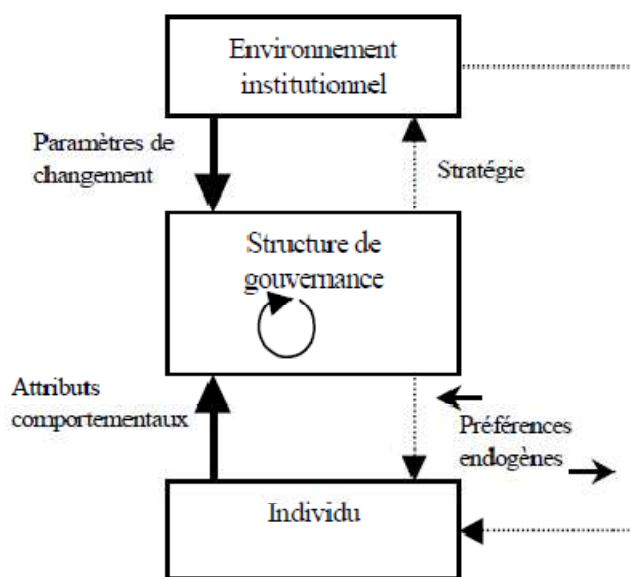 Environnement
institutionnel
Paramètres de
changement
Stratégie
Structure de
gouvernance
Attributs
comportementaux
Préférences
endogènes
Individu